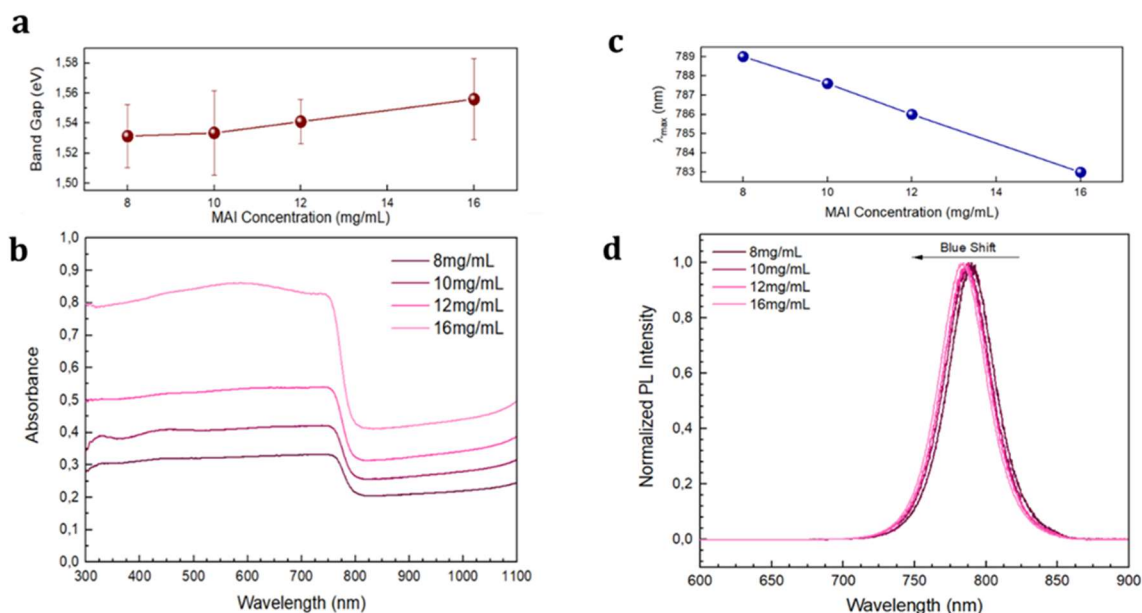 a
Band Gap (eV)
1,58
1,56
1,54
1,52
1,50
8
10
12
14
16
MAI Concentration (mg/mL)
b
Absorbance
1,0
0,9
0,8
0,7
0,6
0,5
0,4
0,3
0,2
0,1
0,0
8mg/mL
10mg/mL
12mg/mL
16mg/mL
300
400
500
600
700
800
900
1000
1100
Wavelength (nm)
c
λmax (nm)
789
788
787
786
785
784
783
8
10
12
14
16
MAI Concentration (mg/mL)
d
Normalized PL Intensity
8mg/mL
10mg/mL
12mg/mL
16mg/mL
Blue Shift
1,0
0,8
0,6
0,4
0,2
0,0
600
650
700
750
800
850
900
Wavelength (nm)